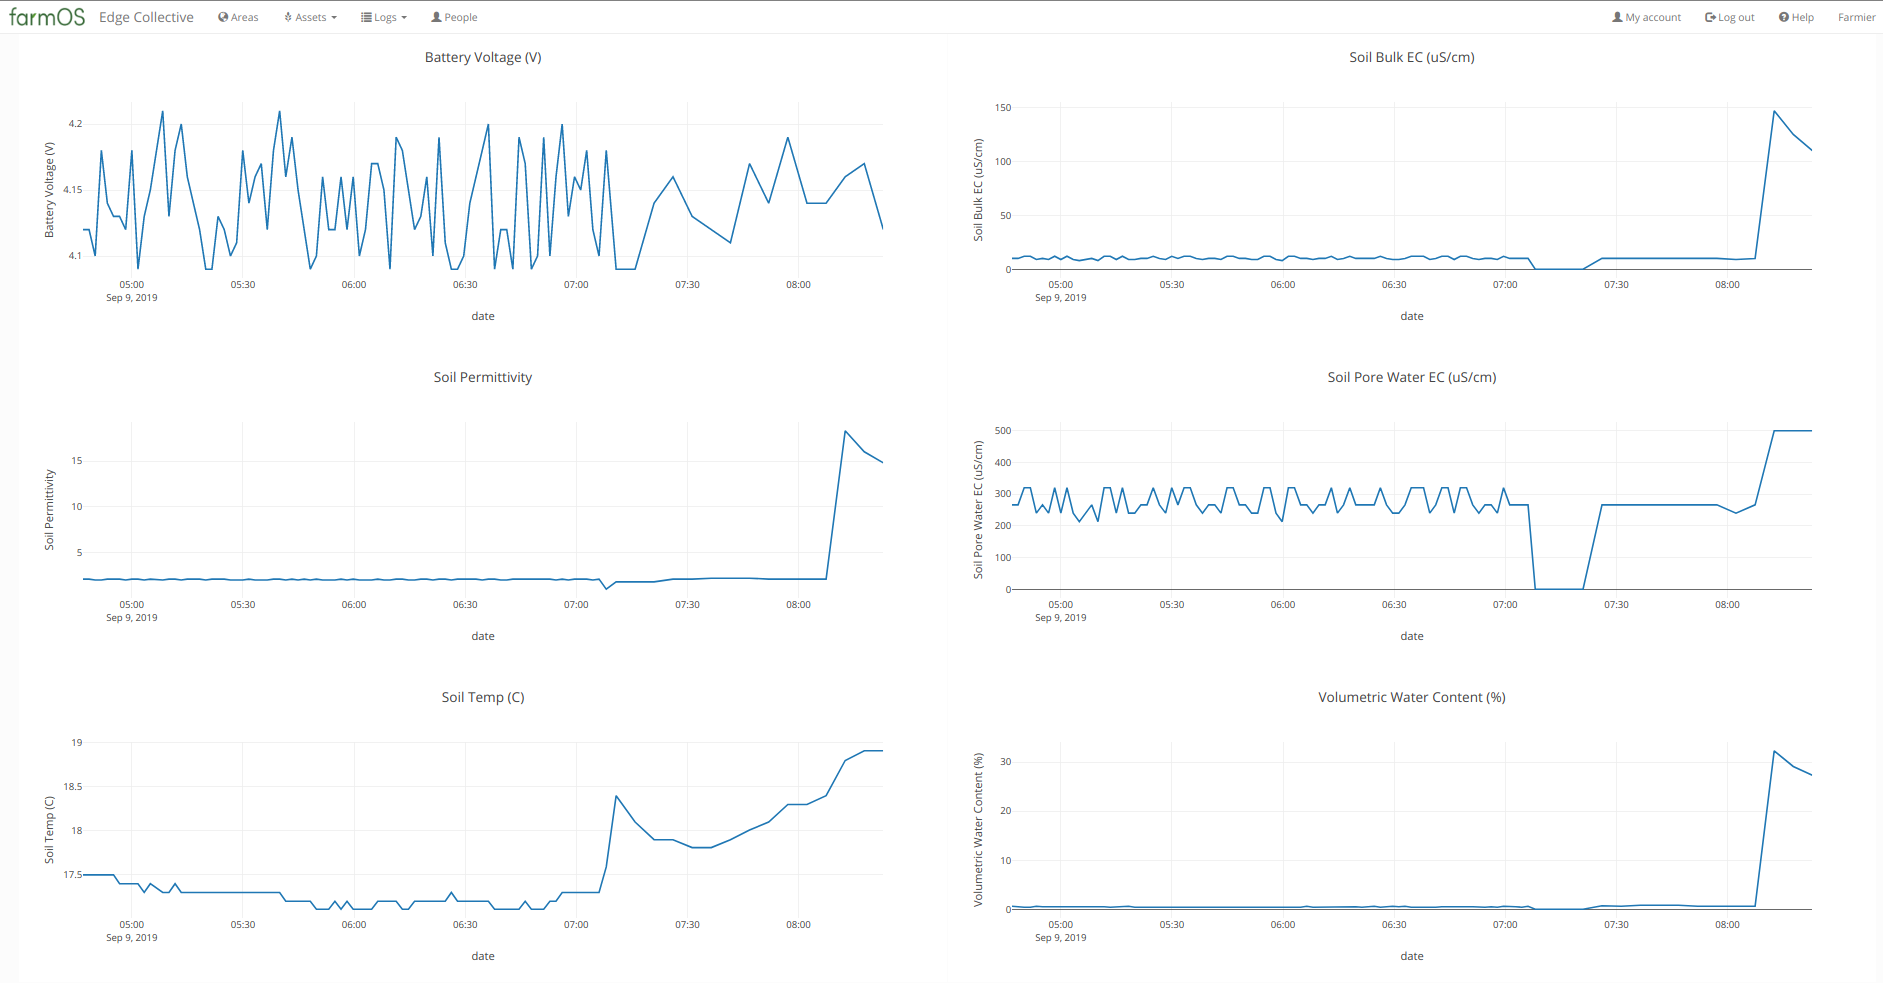 farmOS Edge Collective Areas Assets Logs People My account Log out Help Farmier
Battery Voltage (V)
Battery Voltage (V)
4.2
4.15
4.1
05:00 05:30 06:00 06:30 07:00 07:30 08:00
Sep 9, 2019
date
Soil Bulk EC (uS/cm)
Soil Bulk EC (uS/cm)
150
100
50
0
05:00 05:30 06:00 06:30 07:00 07:30 08:00
Sep 9, 2019
date
Soil Permittivity
Soil Permittivity
15
10
5
05:00 05:30 06:00 06:30 07:00 07:30 08:00
Sep 9, 2019
date
Soil Pore Water EC (uS/cm)
Soil Pore Water EC (uS/cm)
500
400
300
200
100
0
05:00 05:30 06:00 06:30 07:00 07:30 08:00
Sep 9, 2019
date
Soil Temp (C)
Soil Temp (C)
19
18.5
18
17.5
05:00 05:30 06:00 06:30 07:00 07:30 08:00
Sep 9, 2019
date
Volumetric Water Content (%)
Volumetric Water Content (%)
30
20
10
0
05:00 05:30 06:00 06:30 07:00 07:30 08:00
Sep 9, 2019
date